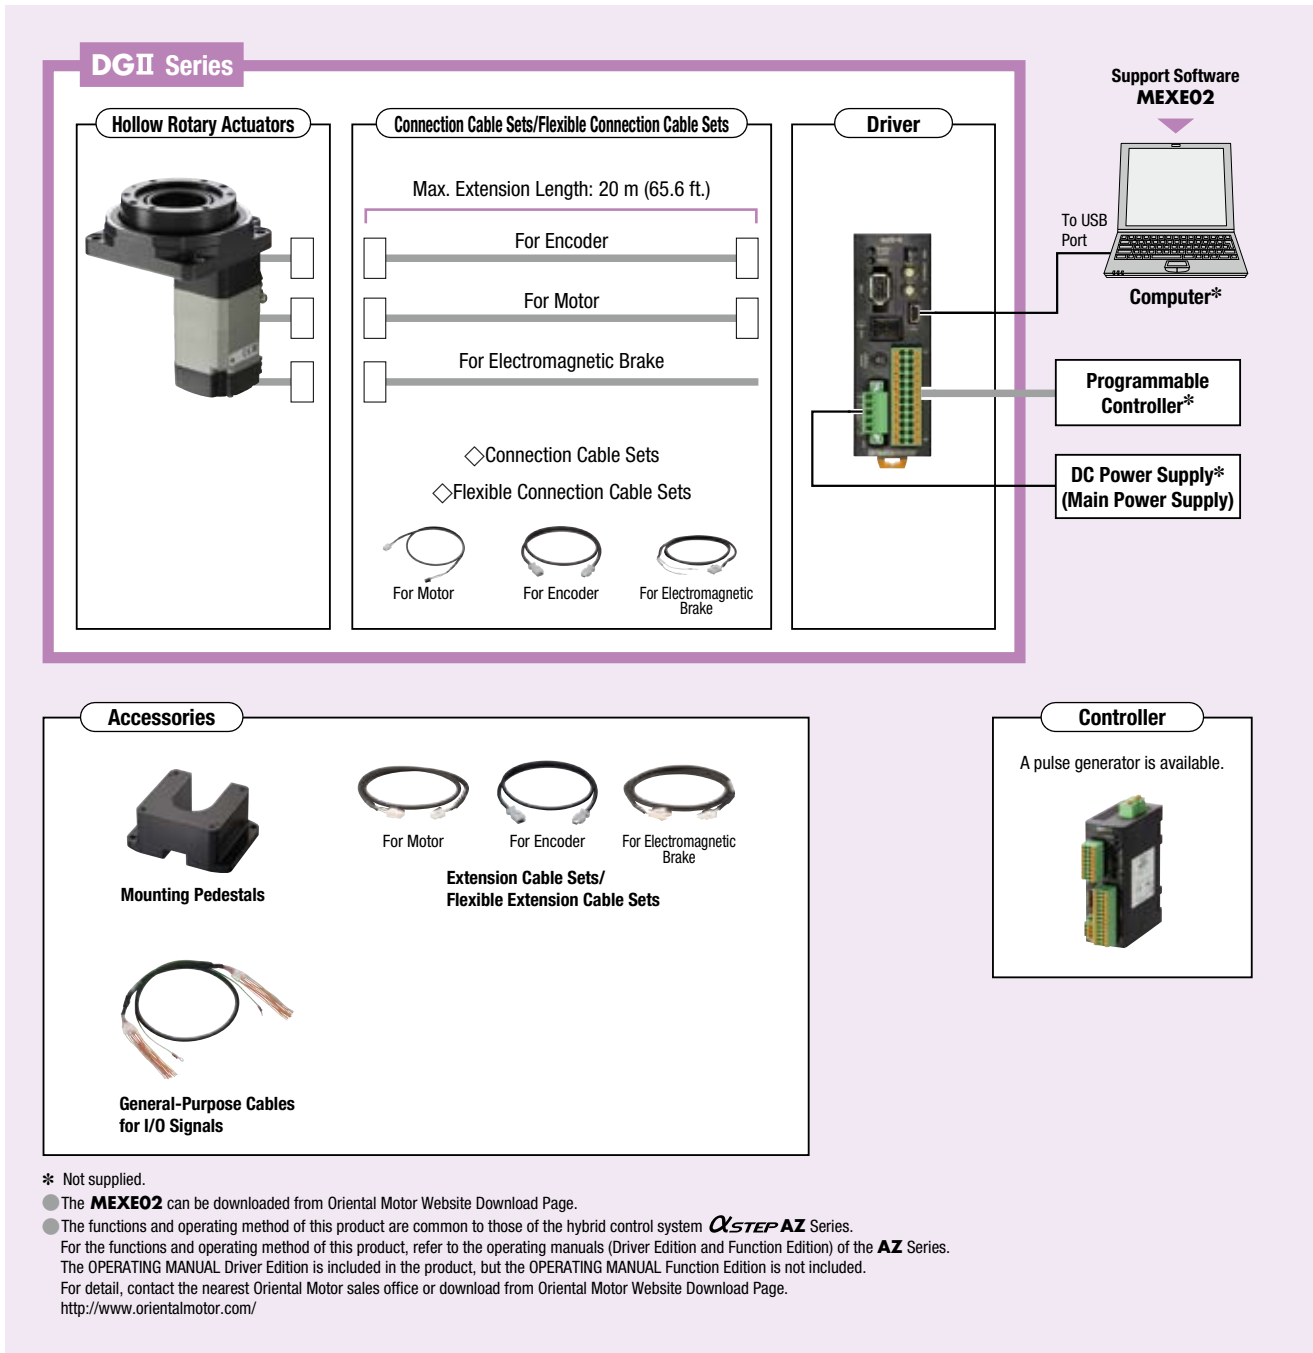 DGII Series
Support Software
MEXE02
Hollow Rotary Actuators
Connection Cable Sets/Flexible Connection Cable Sets
Driver
Max. Extension Length: 20 m (65.6 ft.)
For Encoder
For Motor
For Electromagnetic Brake
To USB
Port
Computer*
Programmable
Controller*
DC Power Supply*
(Main Power Supply)
◇Connection Cable Sets
◇Flexible Connection Cable Sets
For Motor
For Encoder
For Electromagnetic
Brake
Accessories
Mounting Pedestals
For Motor
For Encoder
For Electromagnetic
Brake
Extension Cable Sets/
Flexible Extension Cable Sets
General-Purpose Cables
for I/O Signals
Controller
A pulse generator is available.
* Not supplied.
●The MEXE02 can be downloaded from Oriental Motor Website Download Page.
●The functions and operating method of this product are common to those of the hybrid control system αSTEP AZ Series.
For the functions and operating method of this product, refer to the operating manuals (Driver Edition and Function Edition) of the AZ Series.
The OPERATING MANUAL Driver Edition is included in the product, but the OPERATING MANUAL Function Edition is not included.
For detail, contact the nearest Oriental Motor sales office or download from Oriental Motor Website Download Page.
http://www.orientalmotor.com/